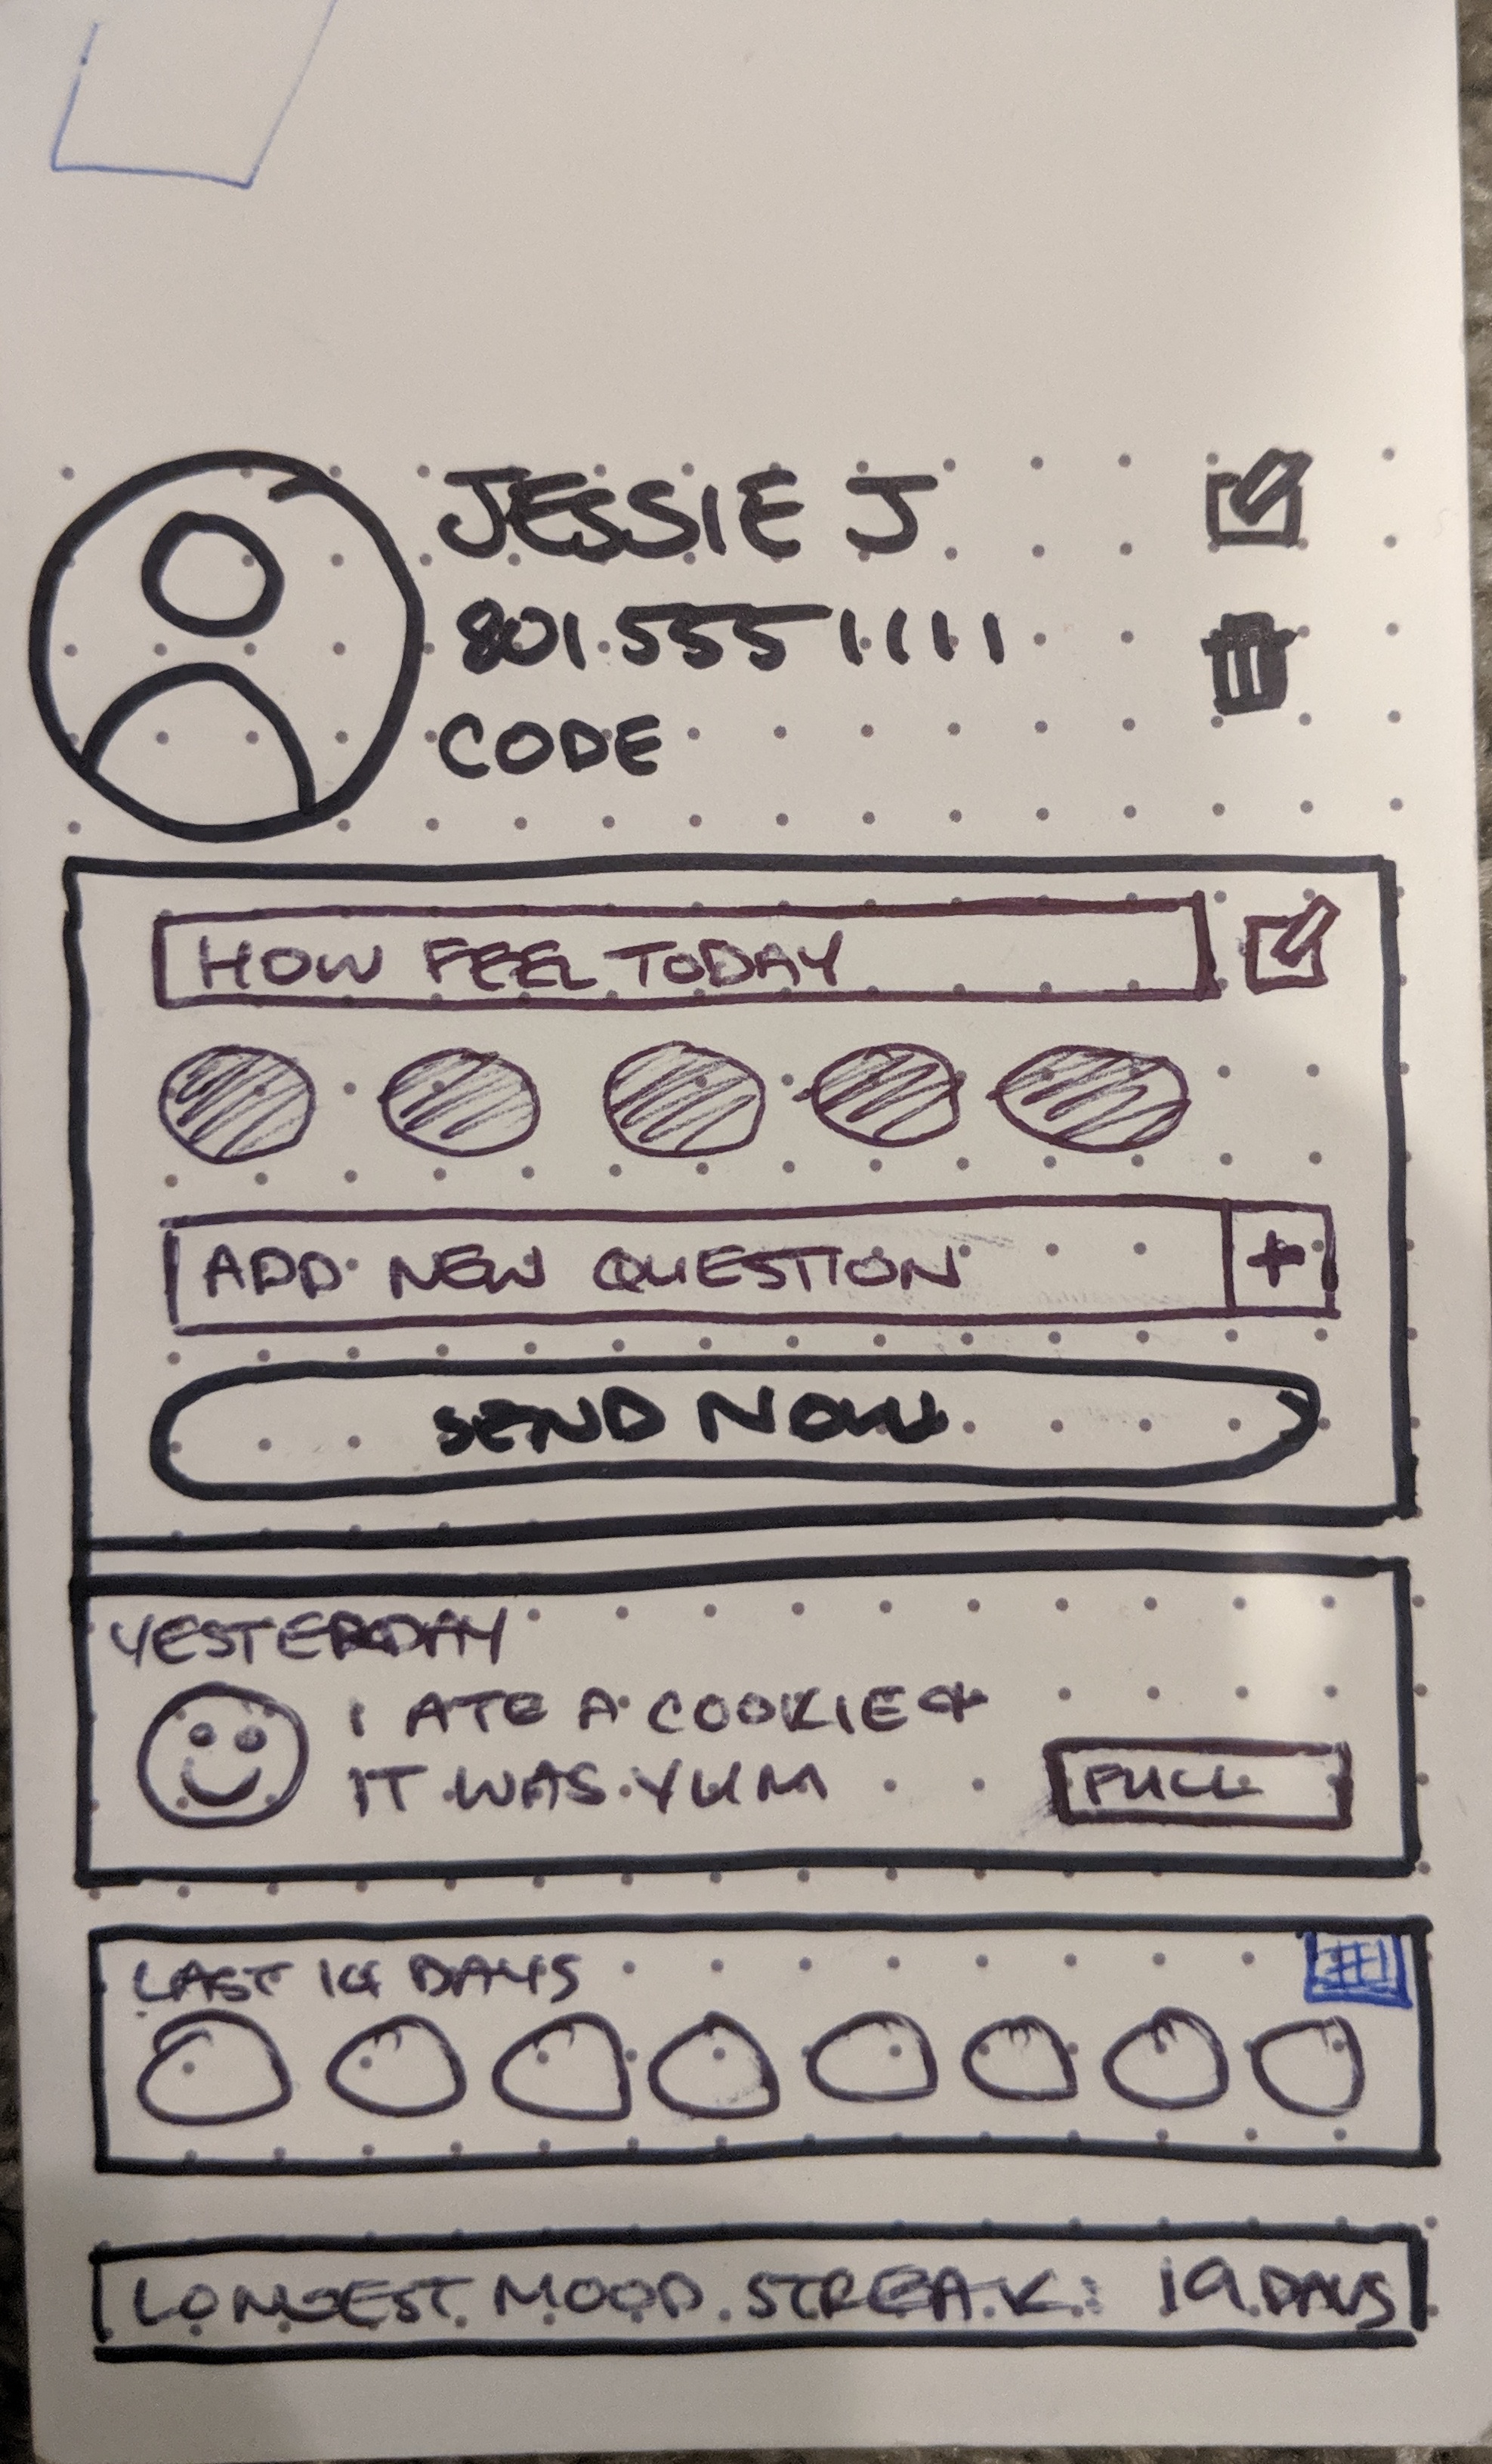 JESSIE J
801.555 1111
CODE
HOW FEEL TODAY
ADD NEW QUESTION +
SEND NOW
YESTERDAY
I ATE A COOKIE &
IT WAS YUM
FULL
LAST 14 DAYS
LONGEST MOOD STREAK: 19 DAYS